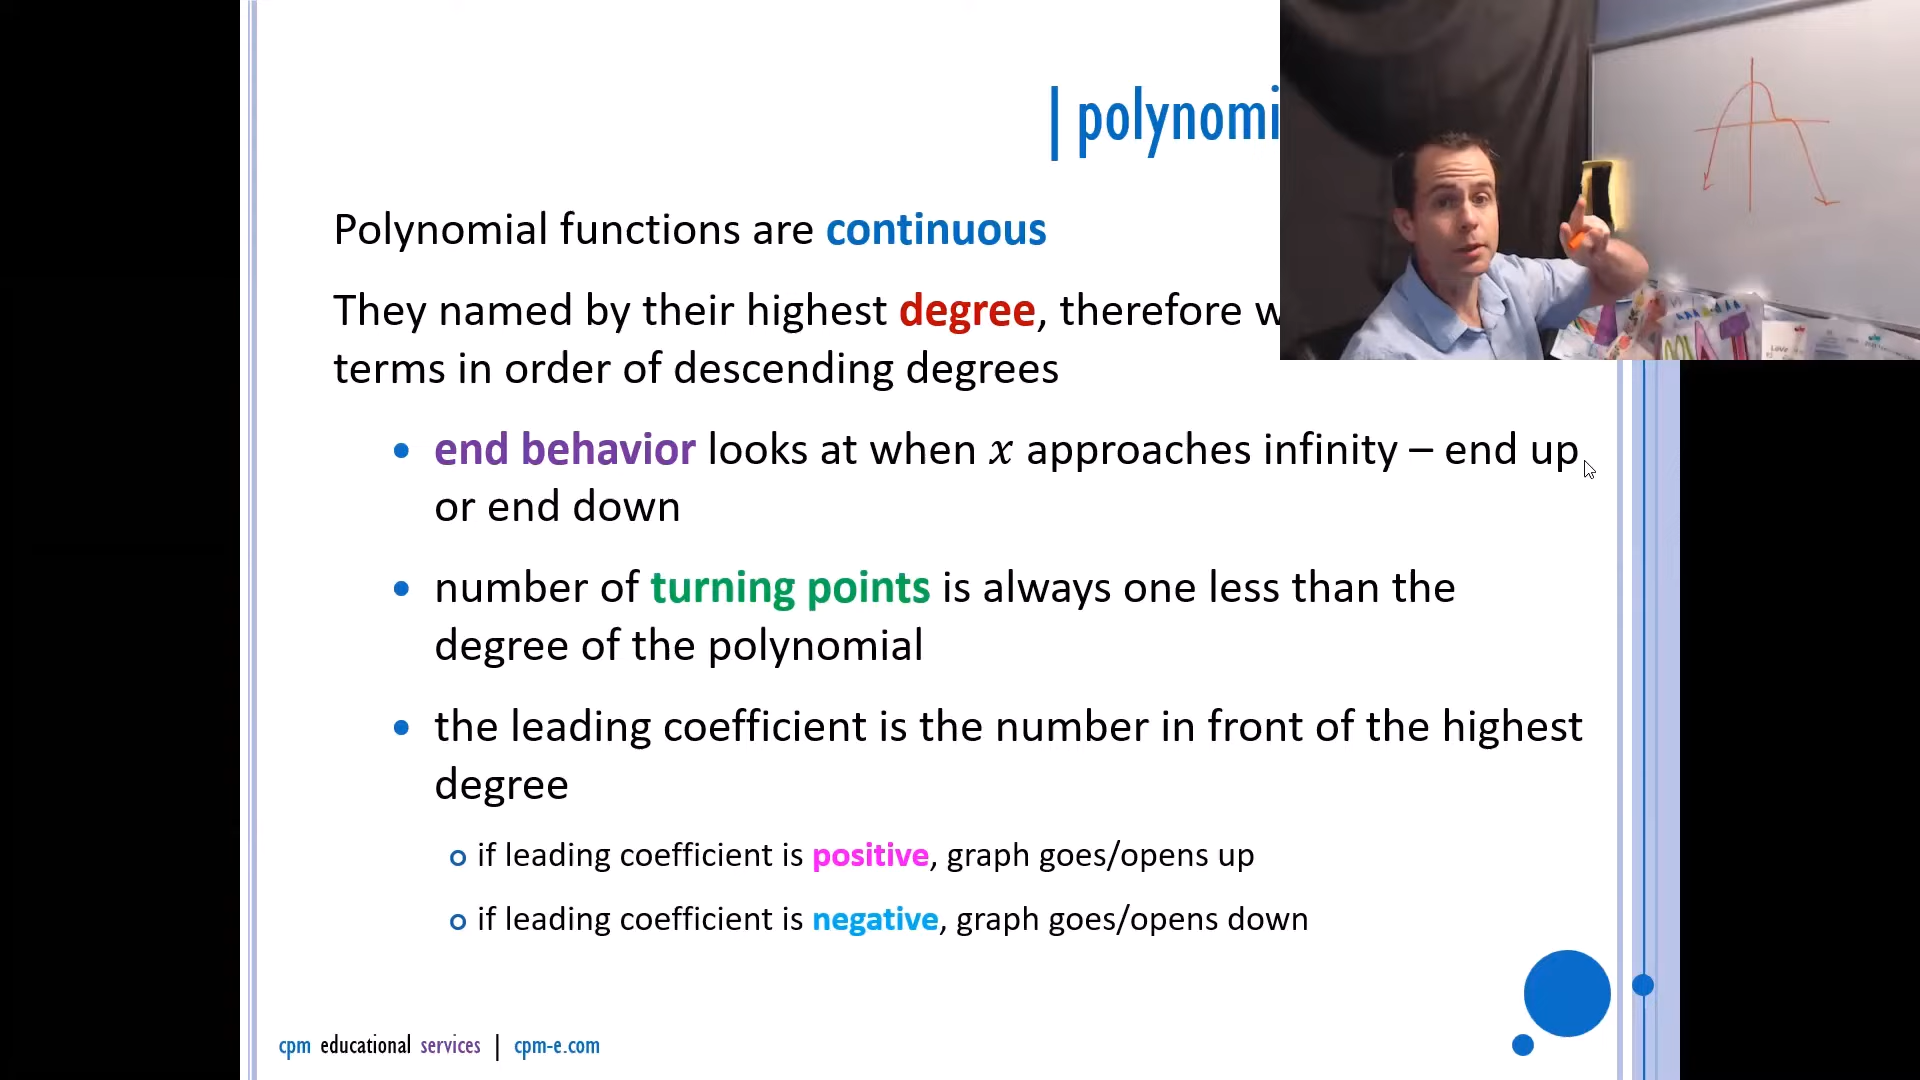 | polynomi
Polynomial functions are continuous
They named by their highest degree, therefore w
terms in order of descending degrees
• end behavior looks at when x approaches infinity – end up
or end down
• number of turning points is always one less than the
degree of the polynomial
• the leading coefficient is the number in front of the highest
degree
o if leading coefficient is positive, graph goes/opens up
o if leading coefficient is negative, graph goes/opens down
cpm educational services | cpm-e.com